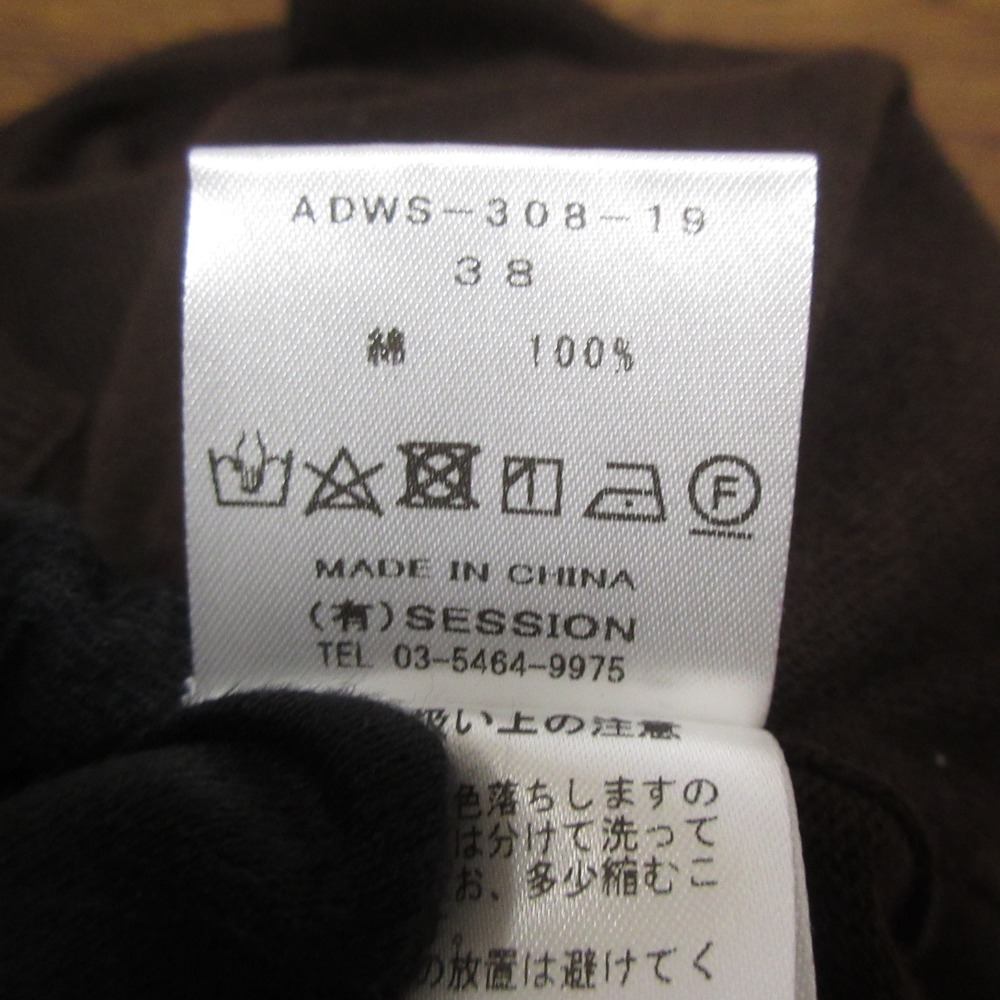 ADWS-308-19
38
綿 100%
F
MADE IN CHINA
(有)SESSION
TEL 03-5464-9975
扱い上の注意
色落ちしますの
は分けて洗って
お、多少縮むこ
の放置は避けてく